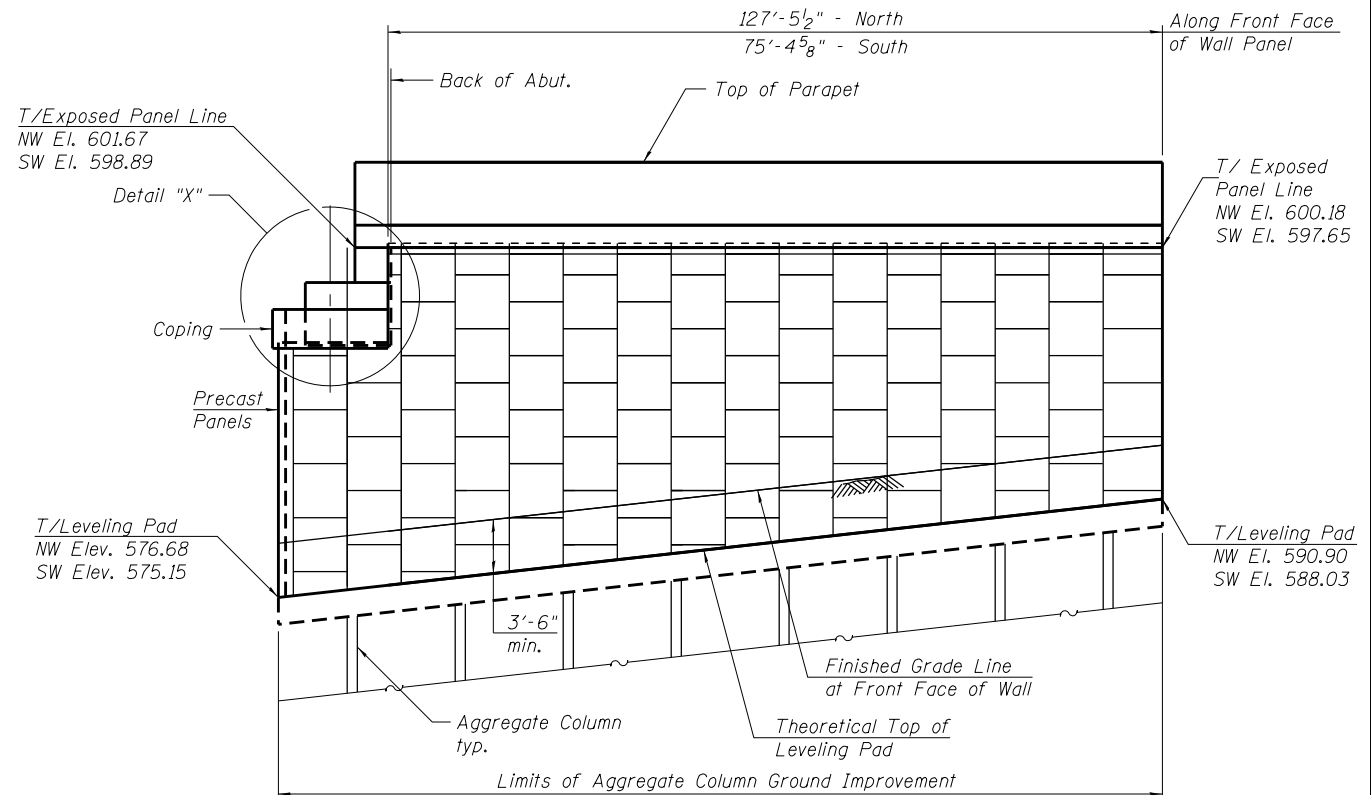 127'-5½" - North
75'-4⅝" - South
Along Front Face
of Wall Panel
Back of Abut.
Top of Parapet
T/Exposed Panel Line
NW El. 601.67
SW El. 598.89
Detail "X"
T/ Exposed
Panel Line
NW El. 600.18
SW El. 597.65
Coping
Precast
Panels
T/Leveling Pad
NW Elev. 576.68
SW Elev. 575.15
T/Leveling Pad
NW El. 590.90
SW El. 588.03
3'-6"
min.
Finished Grade Line
at Front Face of Wall
Aggregate Column
typ.
Theoretical Top of
Leveling Pad
Limits of Aggregate Column Ground Improvement